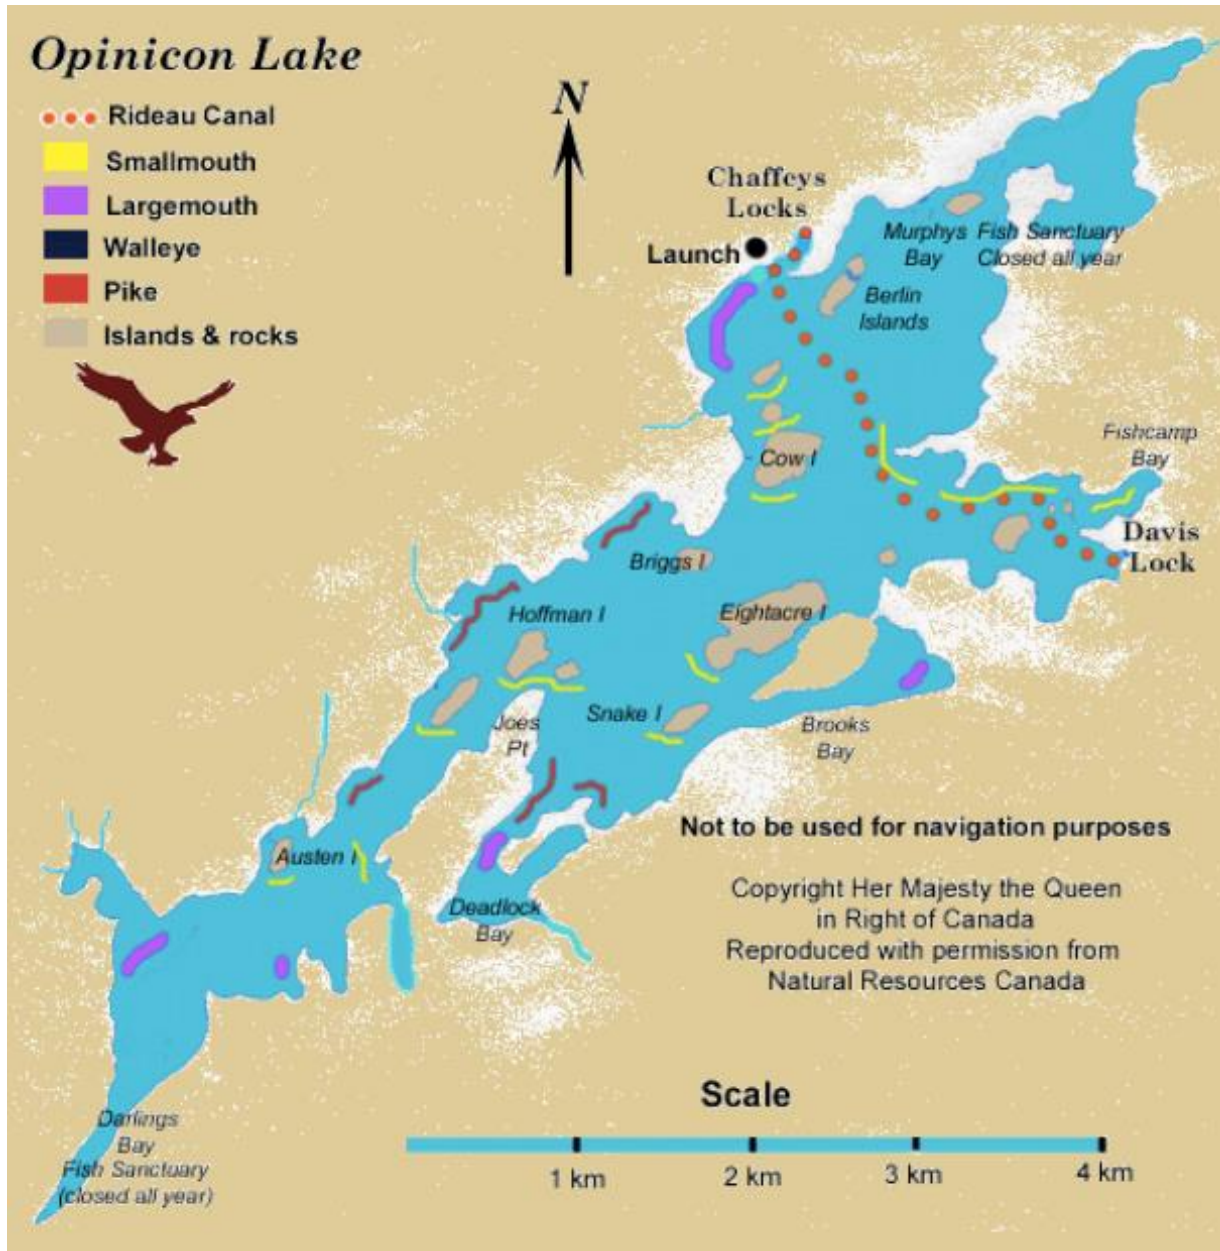 Opinicon Lake
Rideau Canal
Smallmouth
Largemouth
Walleye
Pike
Islands & rocks
N
Chaffeys
Locks
Launch
Murphys
Bay
Fish Sanctuary
Closed all year
Berlin
Islands
Cow I
Fishcamp
Bay
Davis
Lock
Briggs I
Hoffman I
Eightacre I
Snake I
Joes
Pt
Brooks
Bay
Austen I
Deadlock
Bay
Not to be used for navigation purposes
Copyright Her Majesty the Queen
in Right of Canada
Reproduced with permission from
Natural Resources Canada
Darlings
Bay
Fish Sanctuary
(closed all year)
Scale
1 km
2 km
3 km
4 km